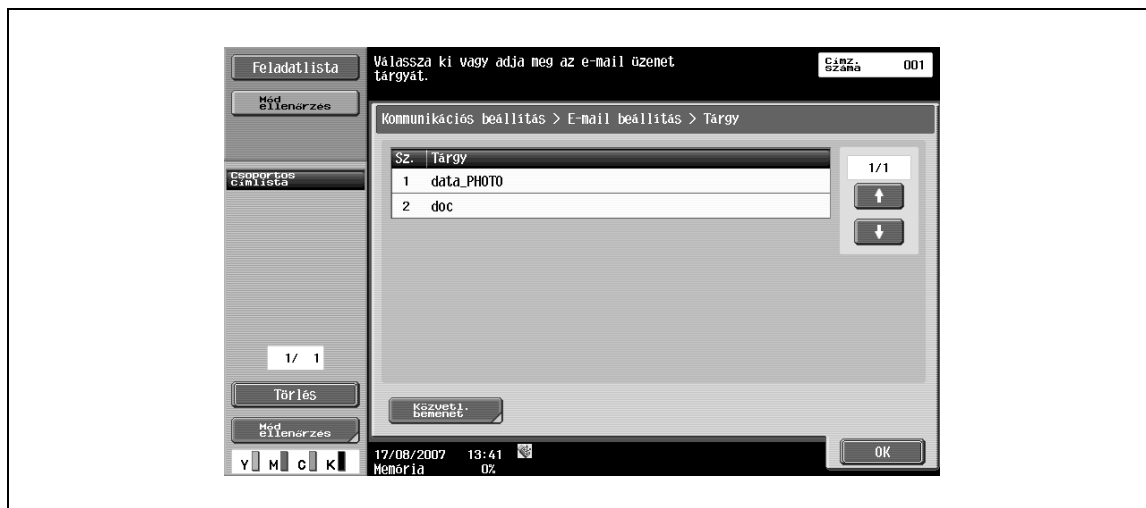 Feladatlista
Mód
ellenőrzés
Csoportos
címlista
1/ 1
Törlés
Mód
ellenőrzés
Y M C K
Válassza ki vagy adja meg az e-mail üzenet
tárgyát.
Címz.
száma 001
Kommunikációs beállítás > E-mail beállítás > Tárgy
Sz. Tárgy
1 data_PHOTO
2 doc
1/1
Közvetl.
bemenet
17/08/2007 13:41
Memória 0%
OK